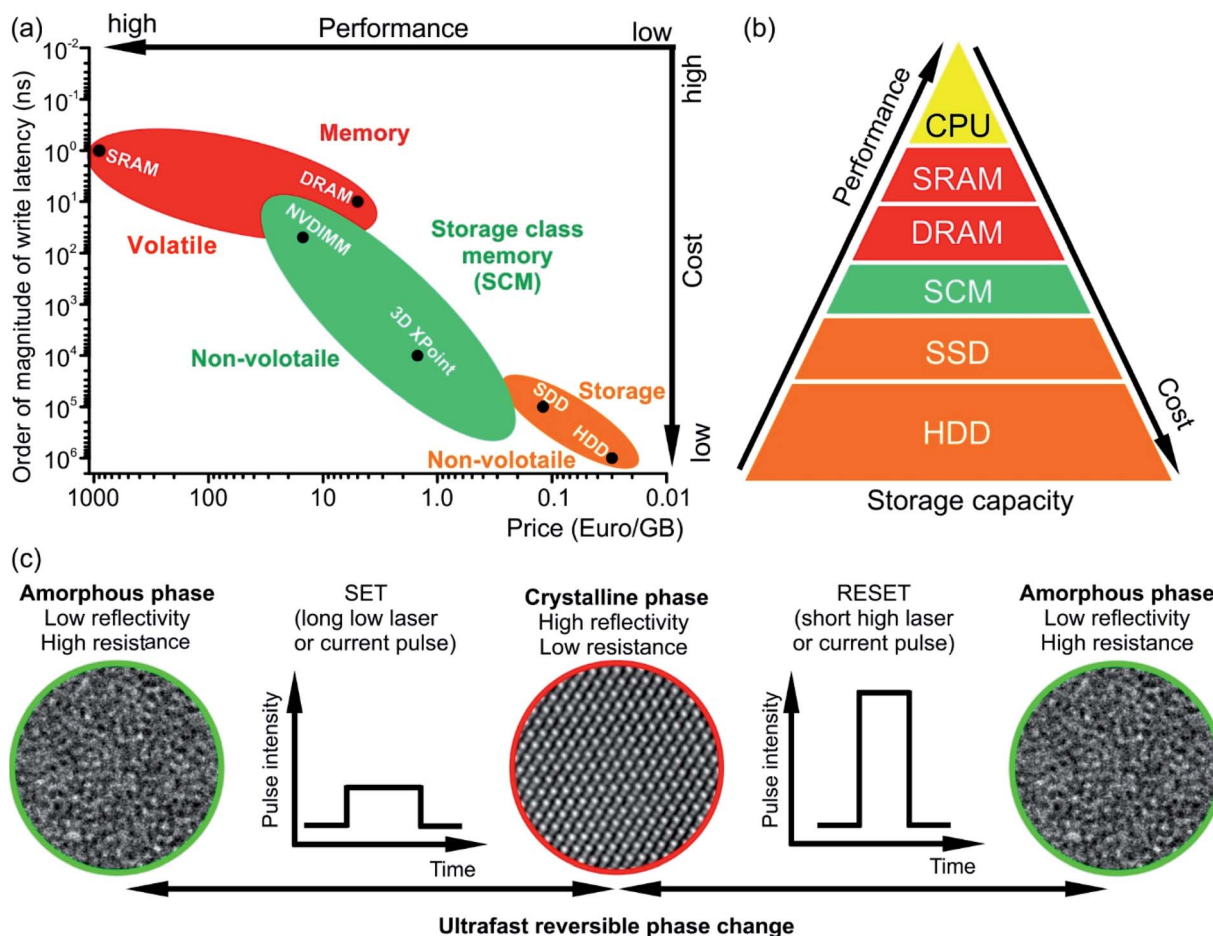 (a)
high Performance low
Order of magnitude of write latency (ns)
10⁻²
10⁻¹
10⁰
10¹
10²
10³
10⁴
10⁵
10⁶
Memory
SRAM
DRAM
Volatile
NVDIMM
Storage class
memory
(SCM)
3D XPoint
Non-volotaile
SDD
Storage
HDD
Non-volotaile
high
Cost
low
1000 100 10 1.0 0.1 0.01
Price (Euro/GB)
(b)
Performance
CPU
SRAM
DRAM
SCM
SSD
HDD
Cost
Storage capacity
(c)
Amorphous phase
Low reflectivity
High resistance
SET
(long low laser
or current pulse)
Pulse intensity
Time
Crystalline phase
High reflectivity
Low resistance
RESET
(short high laser
or current pulse)
Pulse intensity
Time
Amorphous phase
Low reflectivity
High resistance
Ultrafast reversible phase change